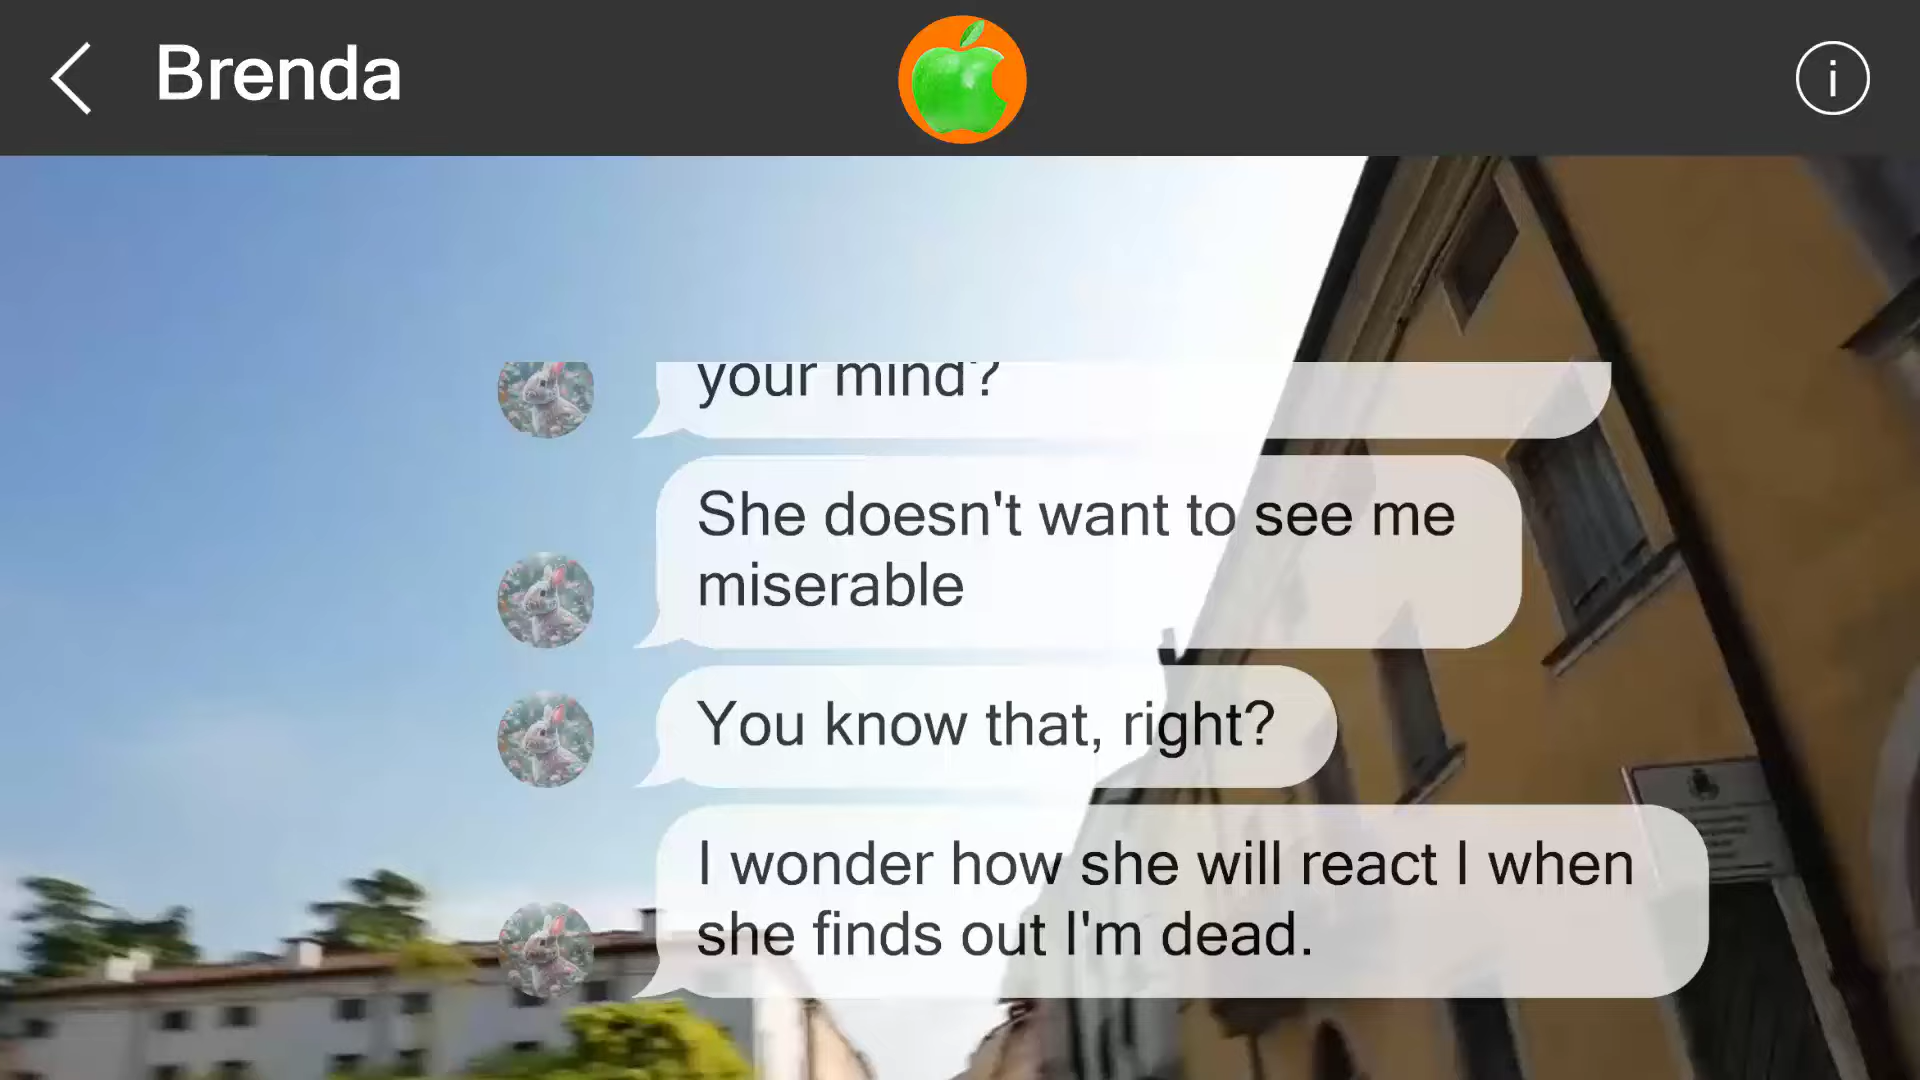 Brenda
i
your mind?
She doesn't want to see me
miserable
You know that, right?
I wonder how she will react I when
she finds out I'm dead.